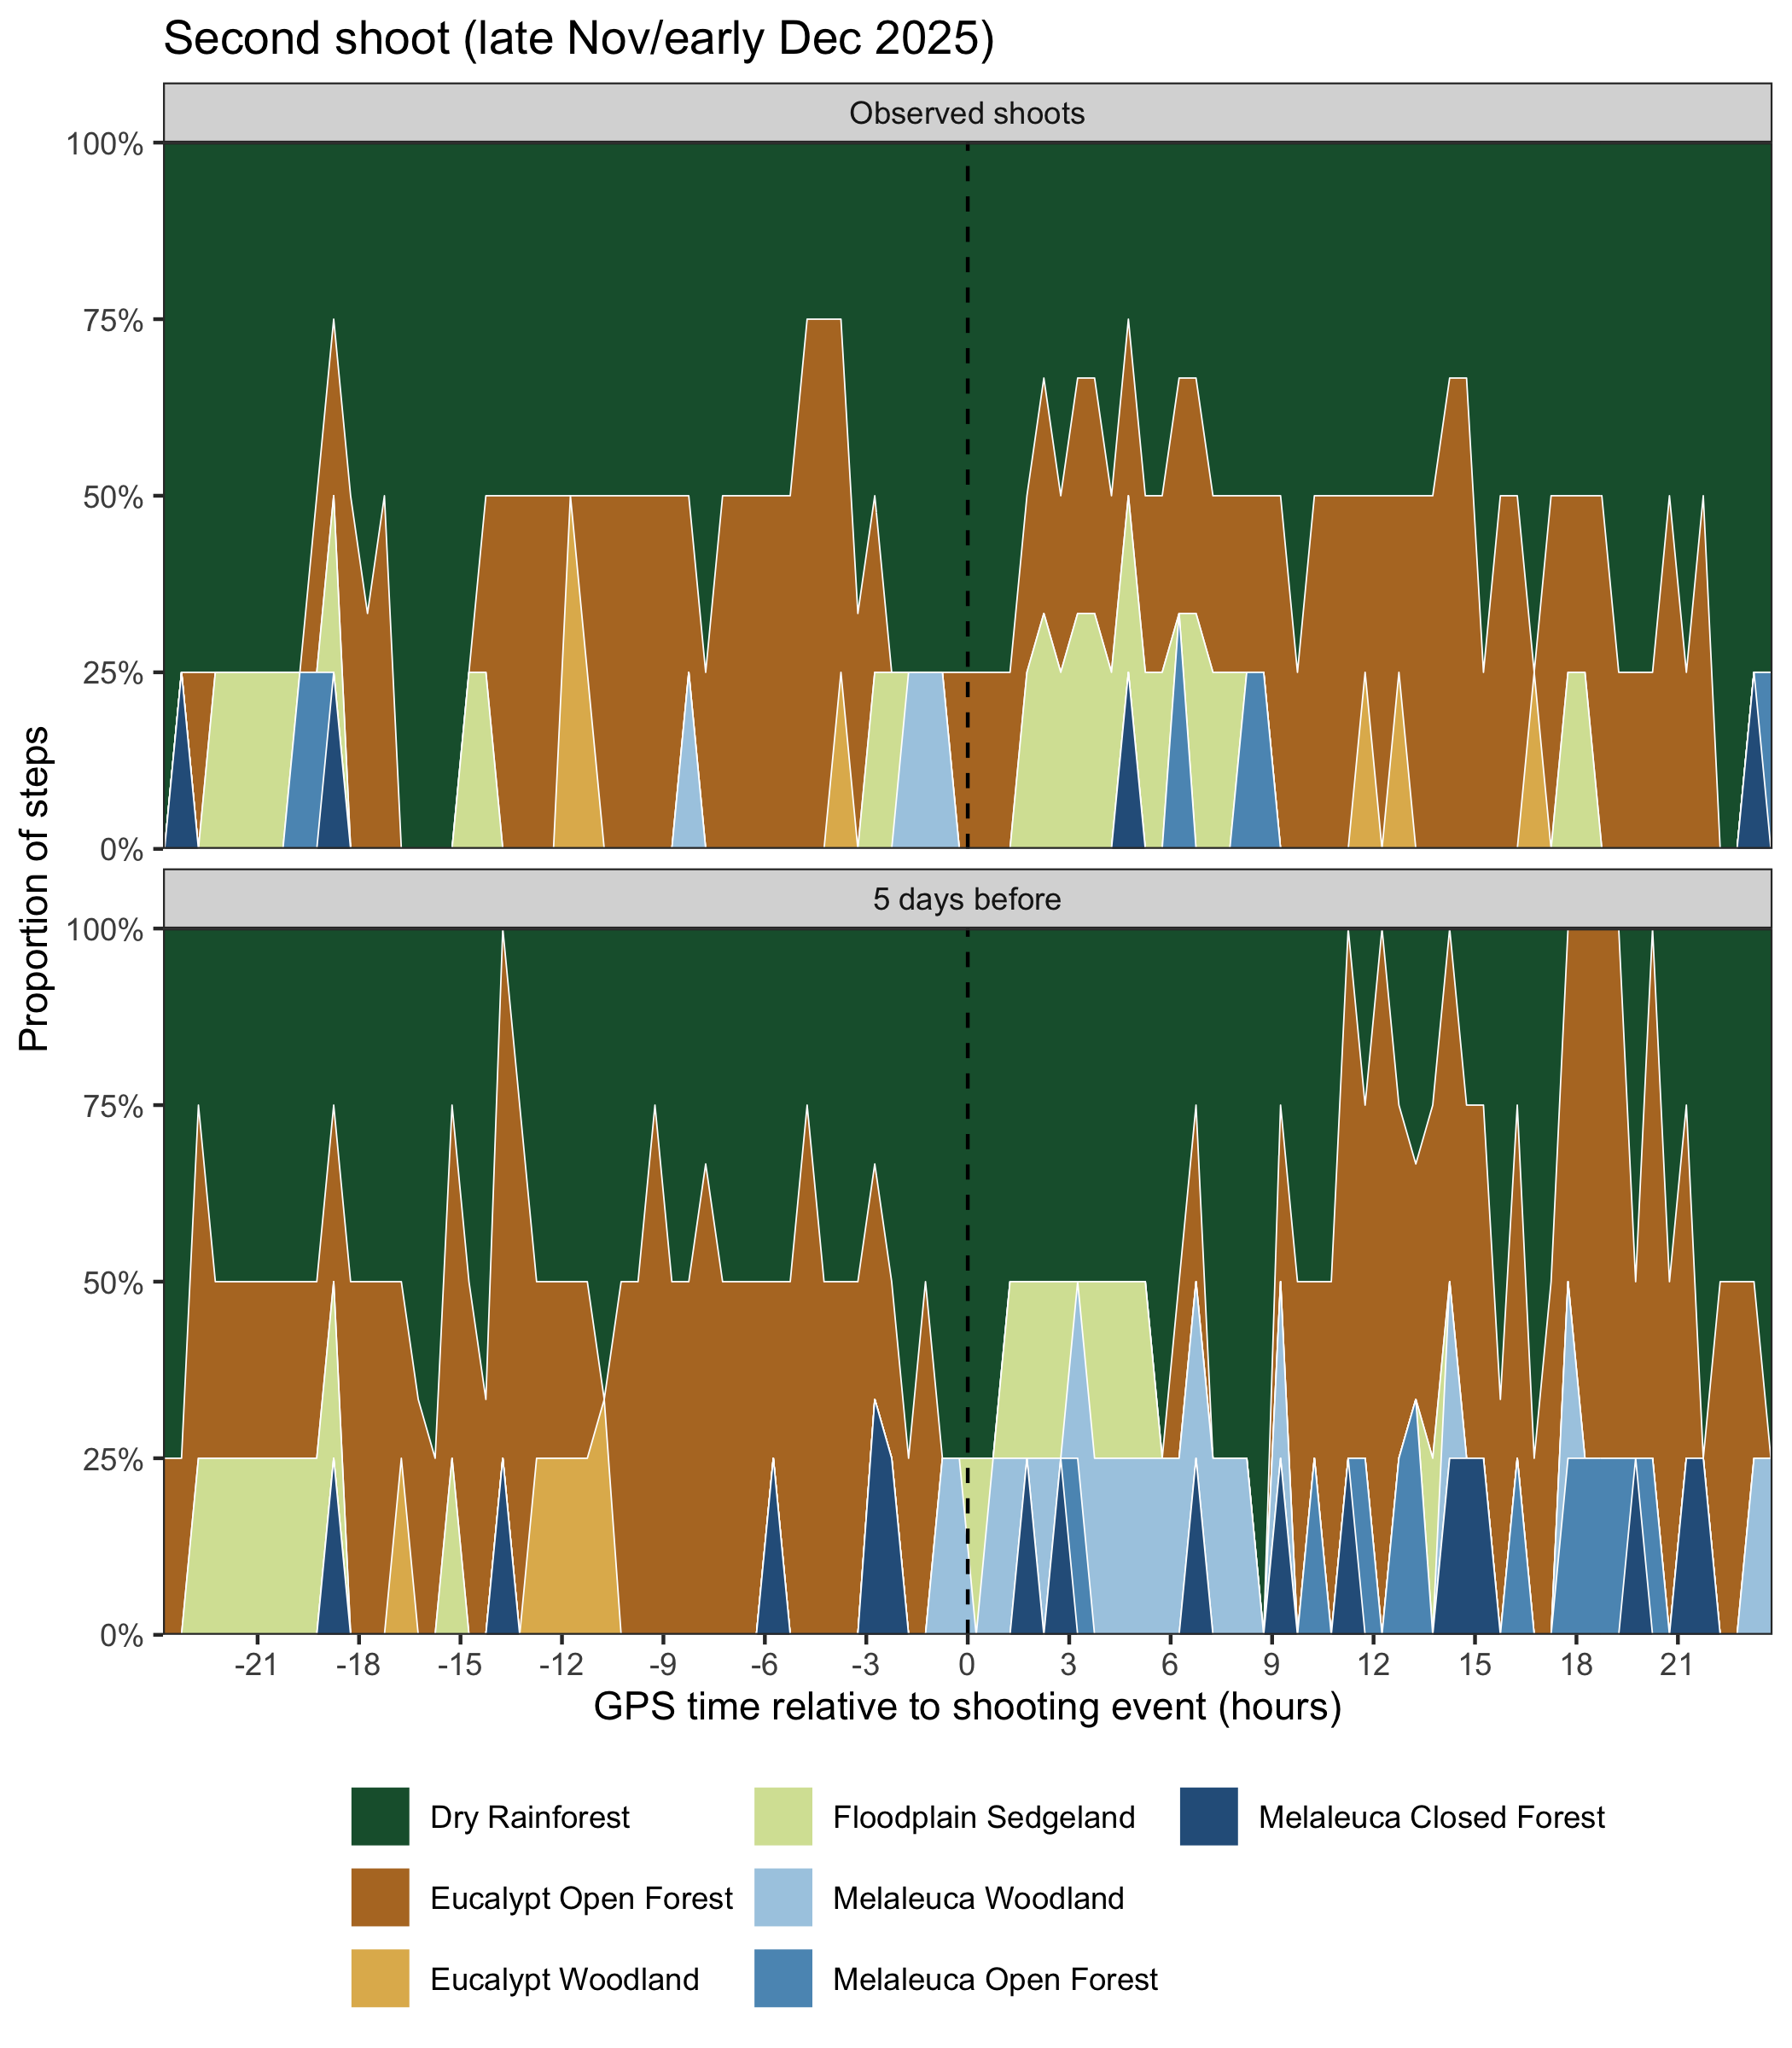 Second shoot (late Nov/early Dec 2025)
Observed shoots
100%
75%
50%
25%
0%
5 days before
100%
75%
50%
25%
0%
Proportion of steps
-21 -18 -15 -12 -9 -6 -3 0 3 6 9 12 15 18 21
GPS time relative to shooting event (hours)
Dry Rainforest
Eucalypt Open Forest
Eucalypt Woodland
Floodplain Sedgeland
Melaleuca Woodland
Melaleuca Open Forest
Melaleuca Closed Forest